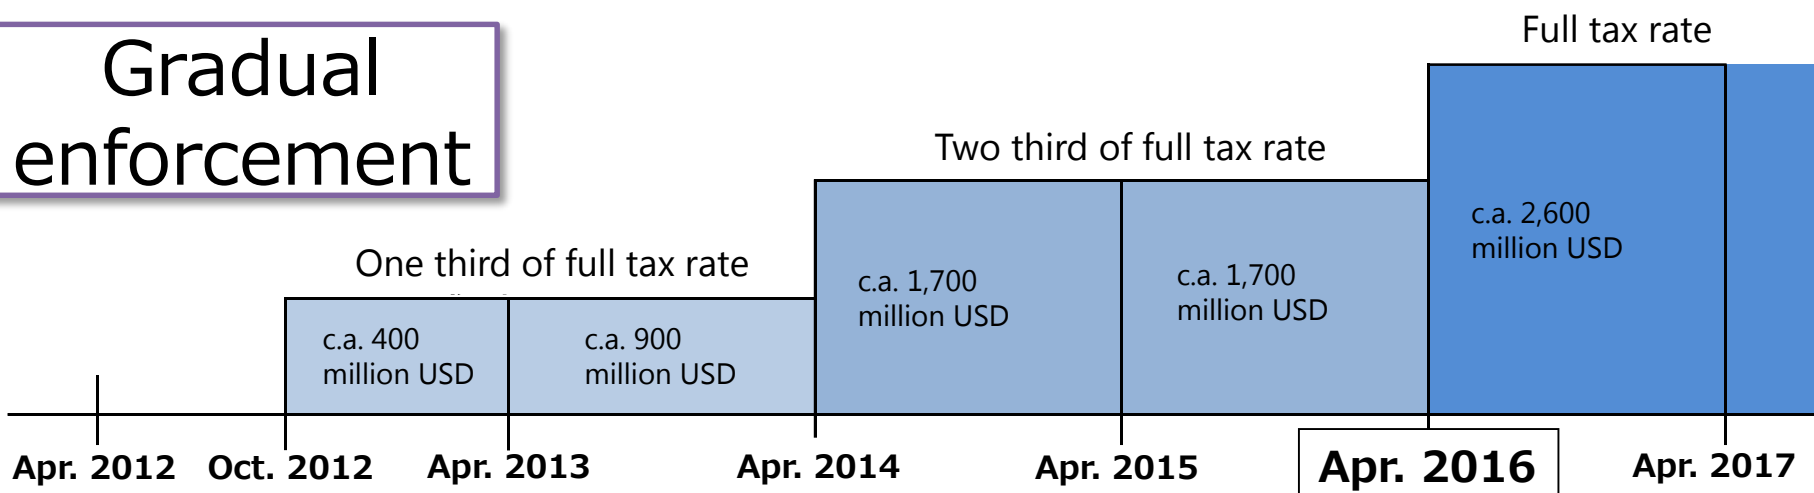 Gradual
enforcement
Full tax rate
Two third of full tax rate
One third of full tax rate
c.a. 400
million USD
c.a. 900
million USD
c.a. 1,700
million USD
c.a. 1,700
million USD
c.a. 2,600
million USD
Apr. 2012
Oct. 2012
Apr. 2013
Apr. 2014
Apr. 2015
Apr. 2016
Apr. 2017